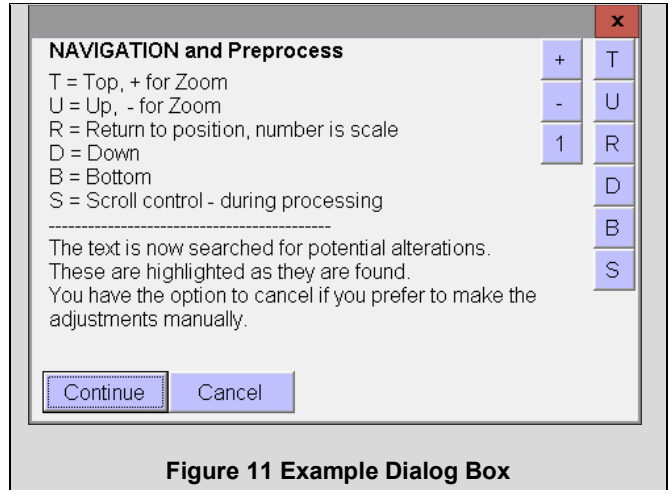 x
NAVIGATION and Preprocess
T = Top, + for Zoom
U = Up, - for Zoom
R = Return to position, number is scale
D = Down
B = Bottom
S = Scroll control - during processing
-------------------------------------------
The text is now searched for potential alterations.
These are highlighted as they are found.
You have the option to cancel if you prefer to make the
adjustments manually.
+ T
- U
1 R
D
B
S
Continue Cancel
Figure 11 Example Dialog Box